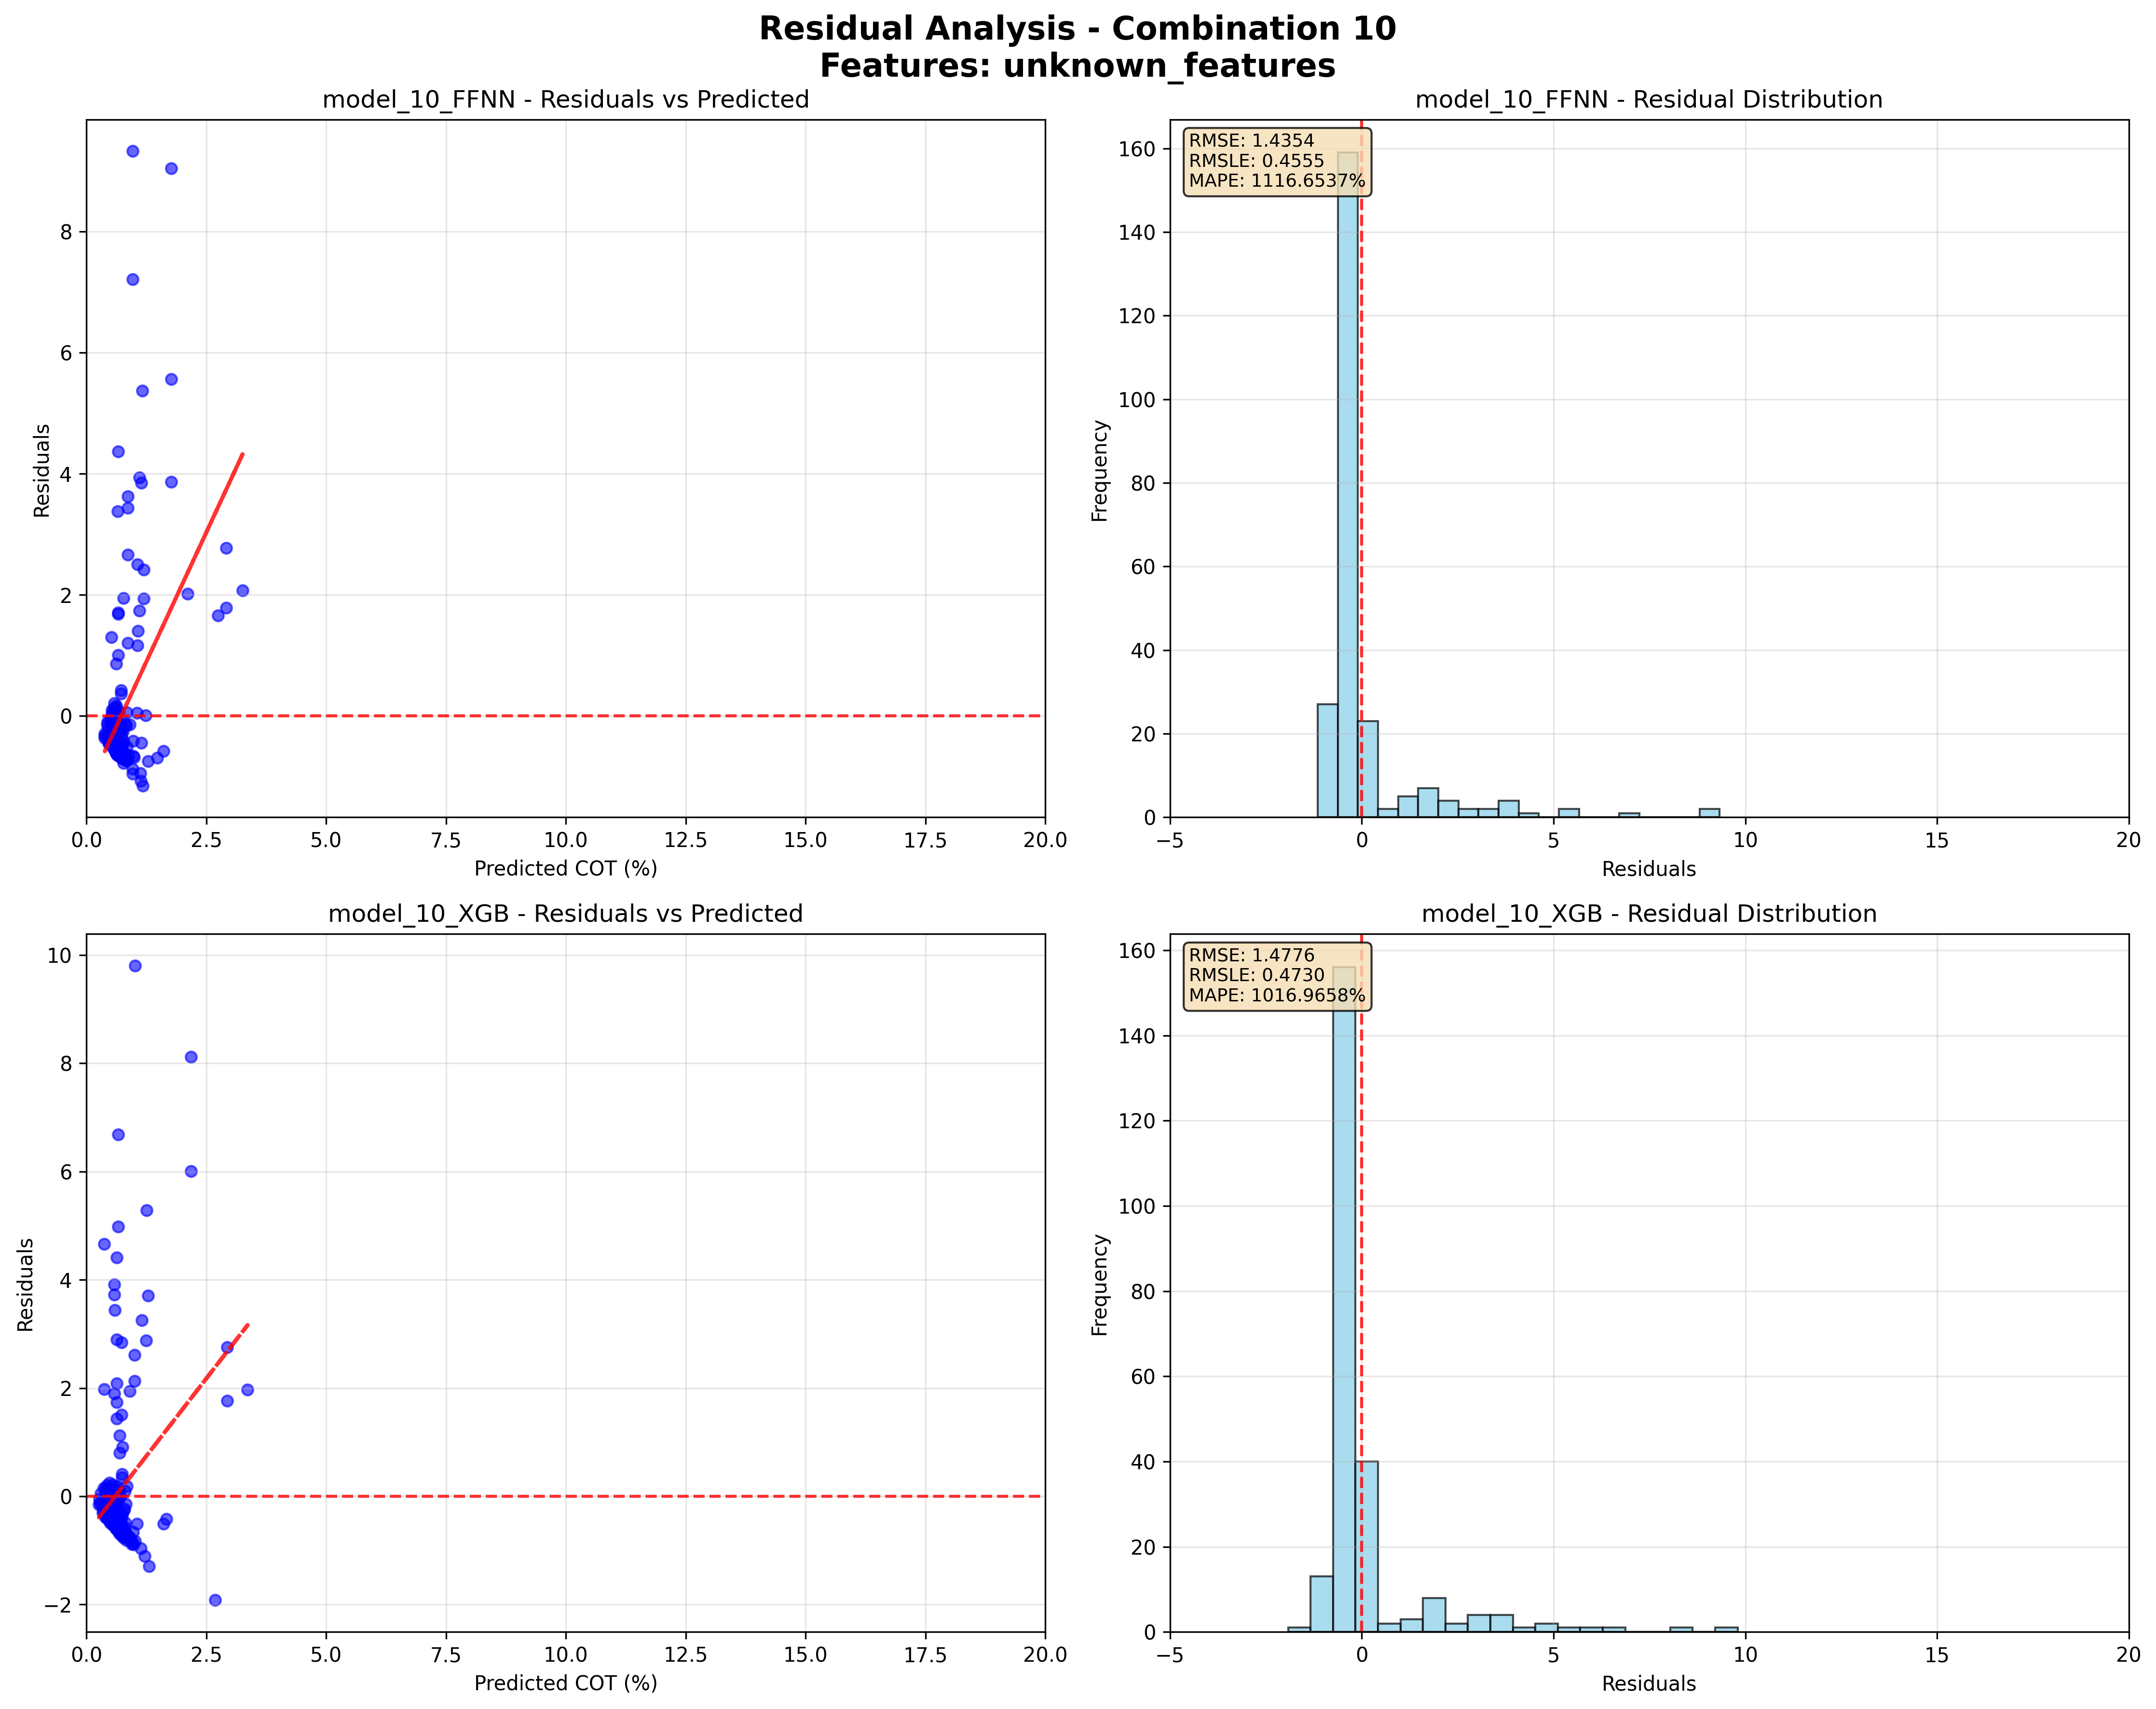 Residual Analysis - Combination 10
Features: unknown_features
model_10_FFNN - Residuals vs Predicted
8
6
4
2
0
Residuals
0.0 2.5 5.0 7.5 10.0 12.5 15.0 17.5 20.0
Predicted COT (%)
model_10_FFNN - Residual Distribution
RMSE: 1.4354
RMSLE: 0.4555
MAPE: 1116.6537%
160
140
120
100
80
60
40
20
0
Frequency
−5 0 5 10 15 20
Residuals
model_10_XGB - Residuals vs Predicted
10
8
6
4
2
0
−2
Residuals
0.0 2.5 5.0 7.5 10.0 12.5 15.0 17.5 20.0
Predicted COT (%)
model_10_XGB - Residual Distribution
RMSE: 1.4776
RMSLE: 0.4730
MAPE: 1016.9658%
160
140
120
100
80
60
40
20
0
Frequency
−5 0 5 10 15 20
Residuals